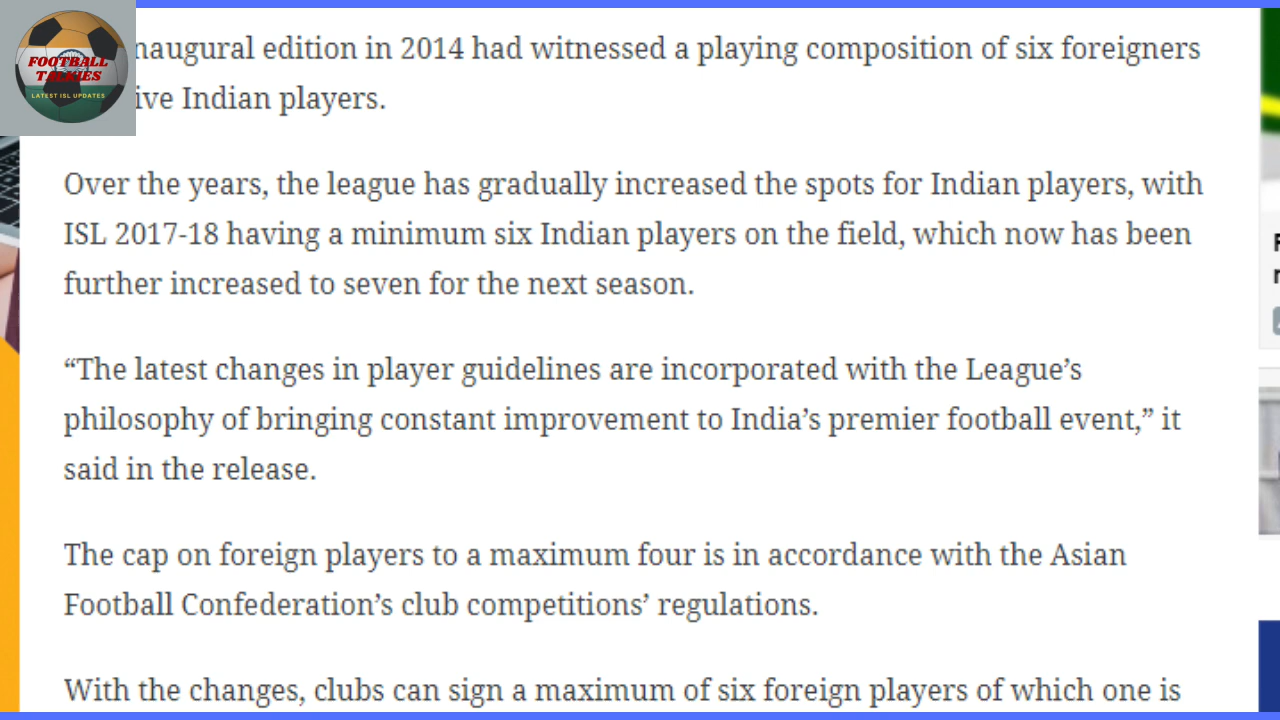 FOOTBALL
TALKIES
LATEST ISL UPDATES
naugural edition in 2014 had witnessed a playing composition of six foreigners
ive Indian players.
Over the years, the league has gradually increased the spots for Indian players, with
ISL 2017-18 having a minimum six Indian players on the field, which now has been
further increased to seven for the next season.
“The latest changes in player guidelines are incorporated with the League’s
philosophy of bringing constant improvement to India’s premier football event,” it
said in the release.
The cap on foreign players to a maximum four is in accordance with the Asian
Football Confederation’s club competitions’ regulations.
With the changes, clubs can sign a maximum of six foreign players of which one is